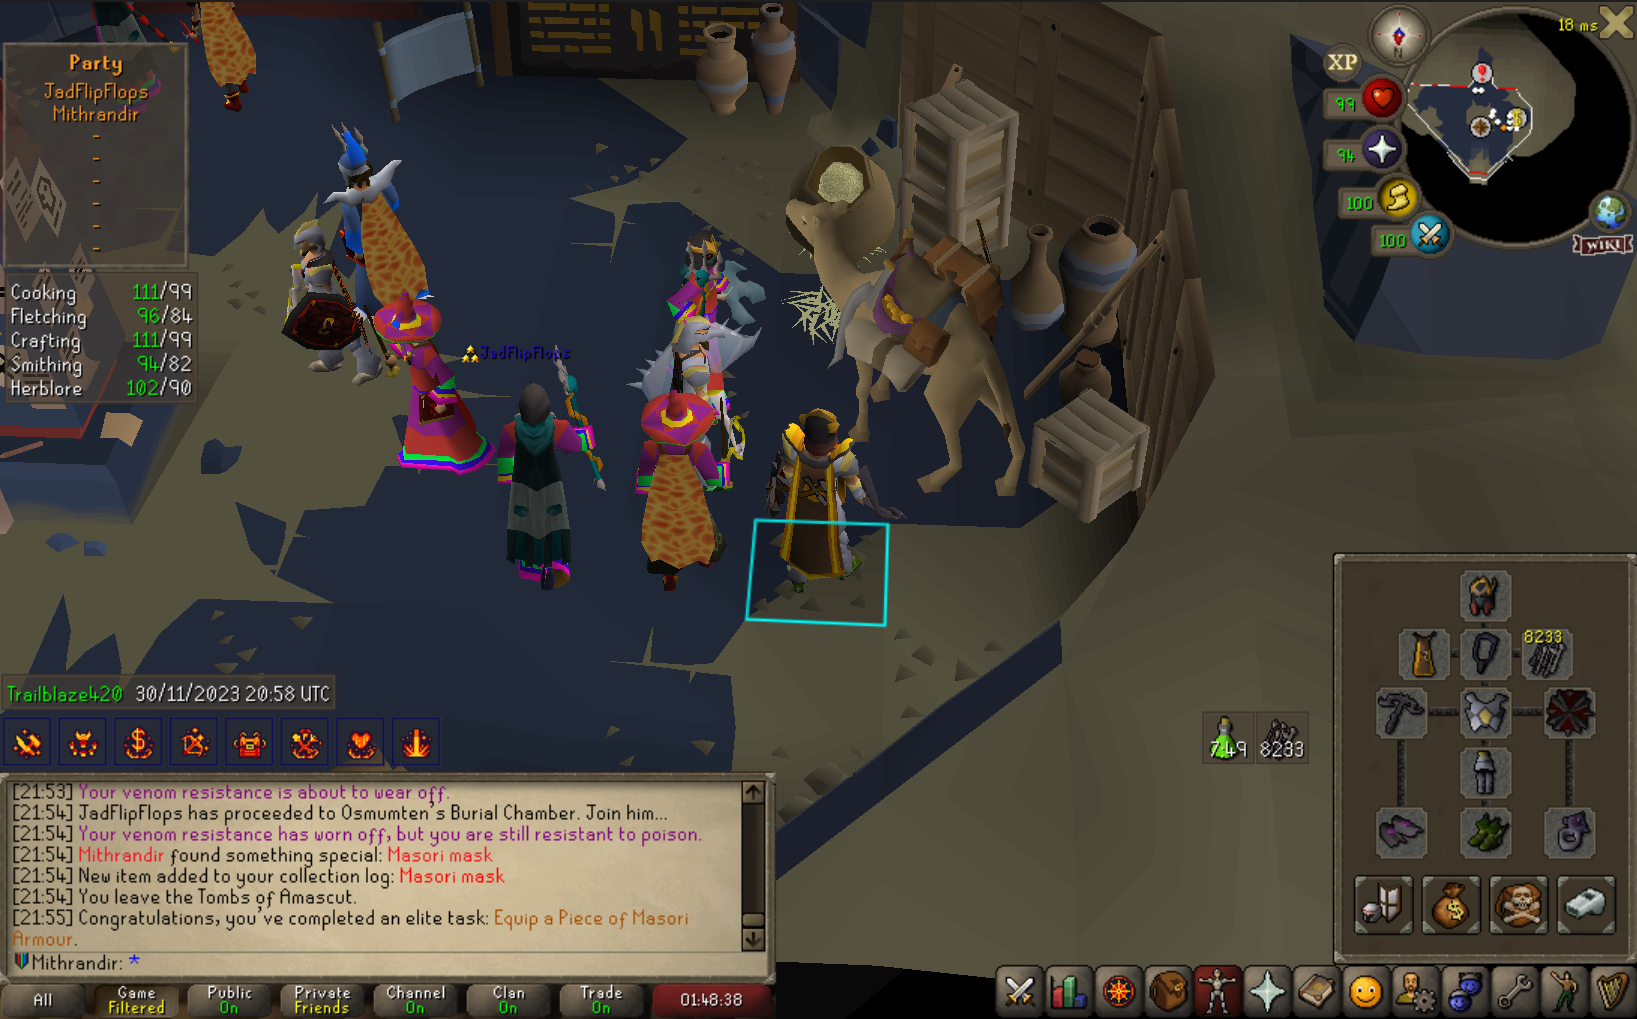 18 ms
Party
JadFlipFlops
Mithrandir
-
-
-
-
-
-
XP
99
94
100
100
WIKI
Cooking 111/99
Fletching 96/84
Crafting 111/99
Smithing 94/82
Herblore 102/90
JadFlipFlops
8233
Trailblaze420 30/11/2023 20:58 UTC
749 8233
[21:53] Your venom resistance is about to wear off.
[21:54] JadFlipFlops has proceeded to Osmumten's Burial Chamber. Join him...
[21:54] Your venom resistance has worn off, but you are still resistant to poison.
[21:54] Mithrandir found something special: Masori mask
[21:54] New item added to your collection log: Masori mask
[21:54] You leave the Tombs of Amascut.
[21:55] Congratulations, you've completed an elite task: Equip a Piece of Masori
Armour.
Mithrandir: *
All Game Filtered Public On Private Friends Channel On Clan On Trade On 01:48:38